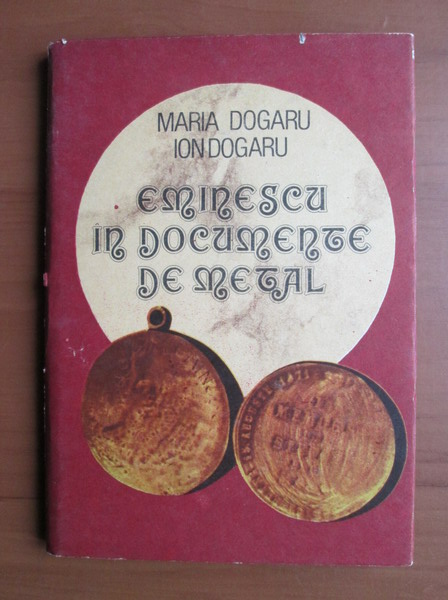 MARIA DOGARU
ION DOGARU
EMINESCU
IN DOCUMENTE
DE METAL